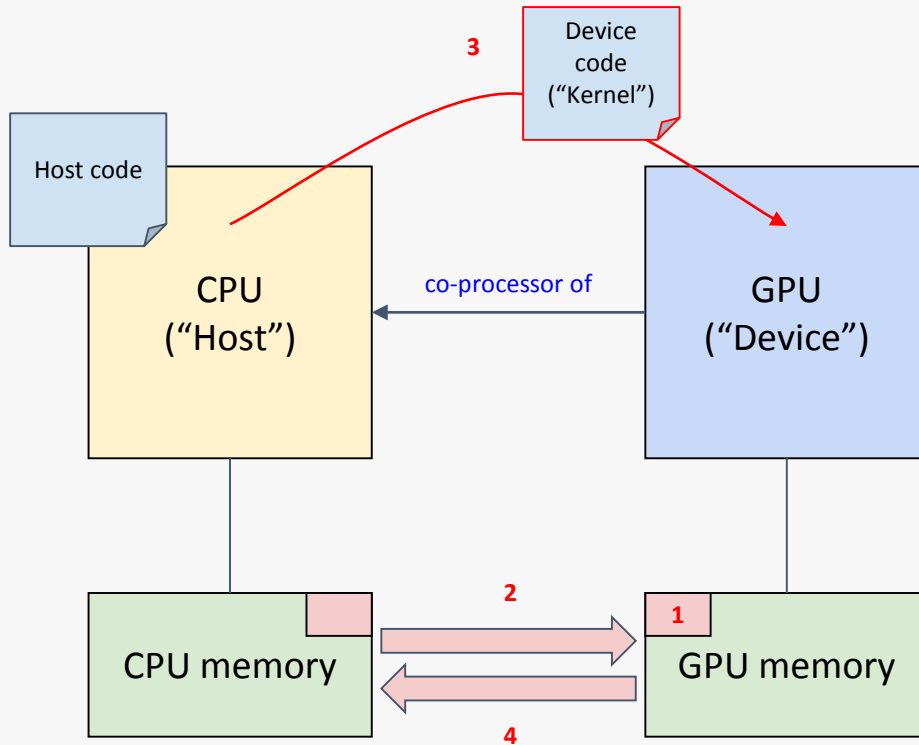 3
Device
code
(“Kernel”)
Host code
co-processor of
CPU
(“Host”)
GPU
(“Device”)
2
1
CPU memory
GPU memory
4